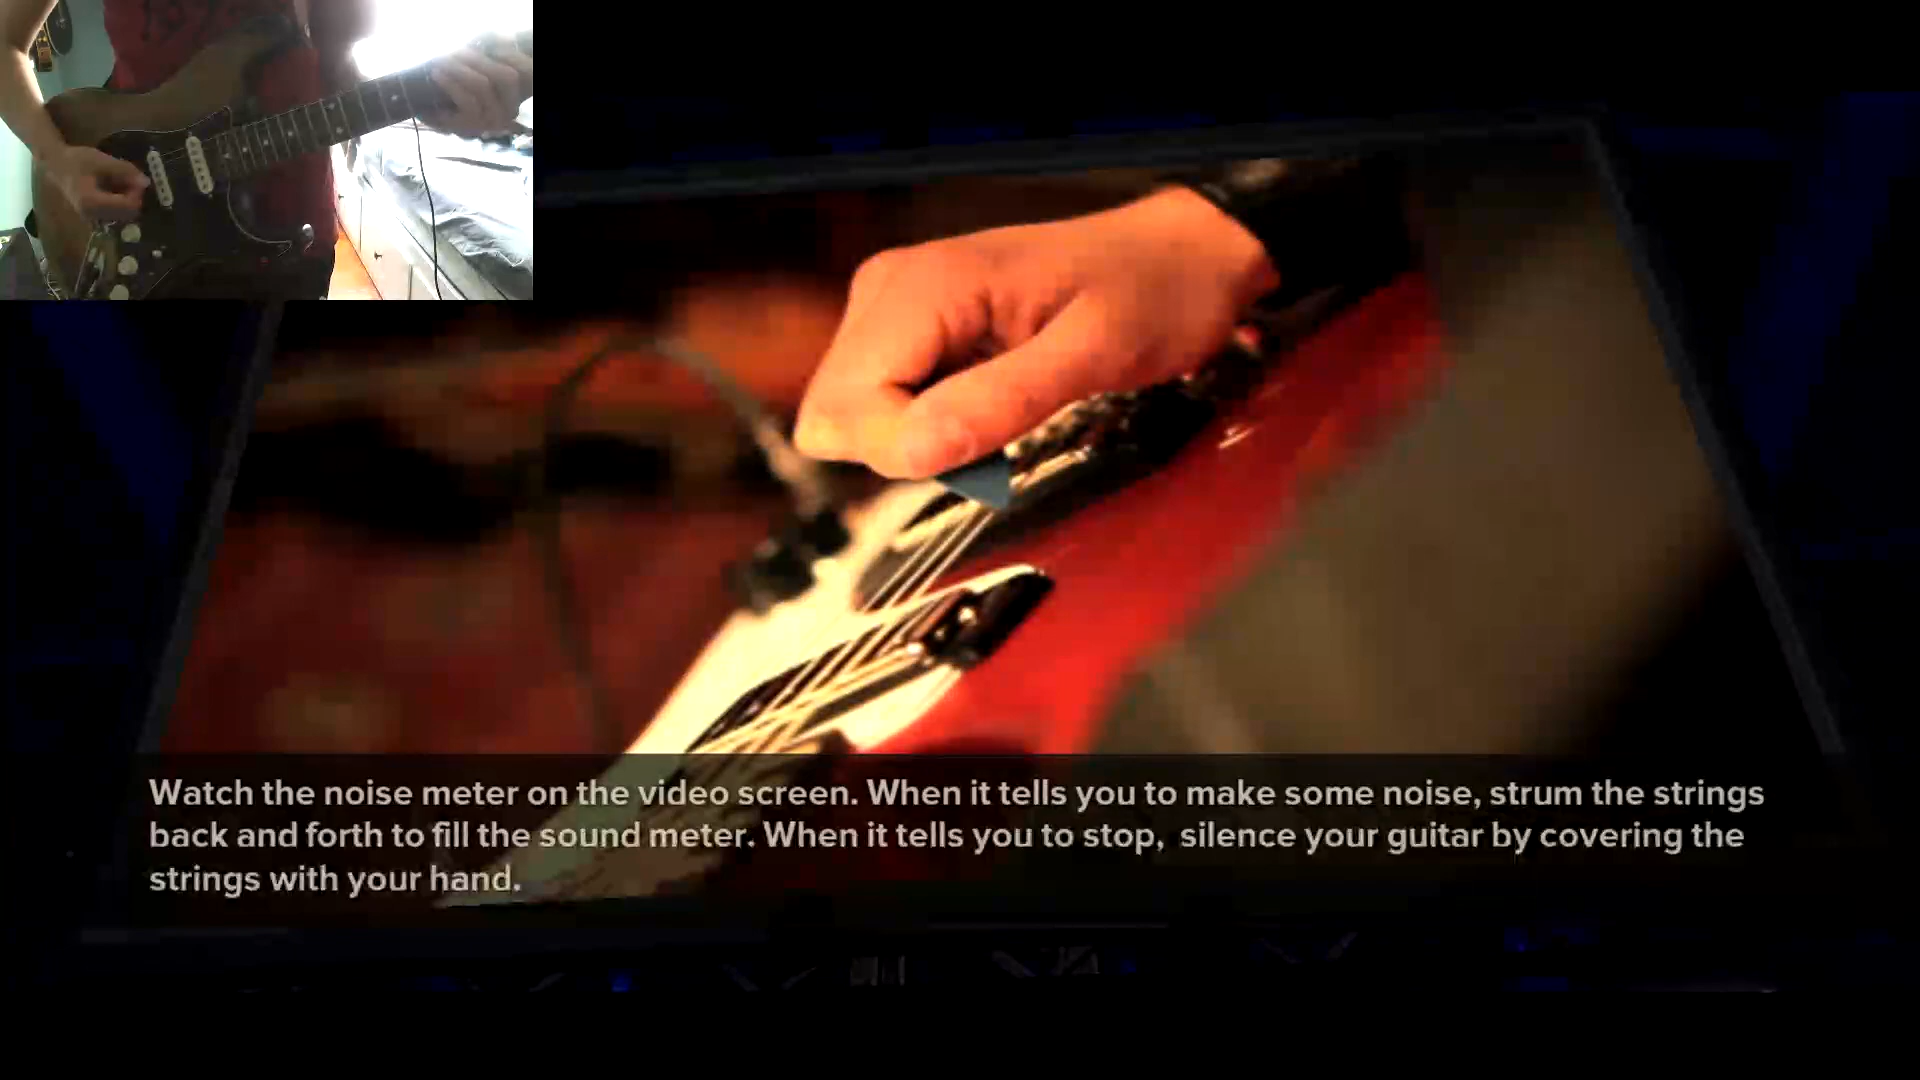 Watch the noise meter on the video screen. When it tells you to make some noise, strum the strings
back and forth to fill the sound meter. When it tells you to stop,  silence your guitar by covering the
strings with your hand.